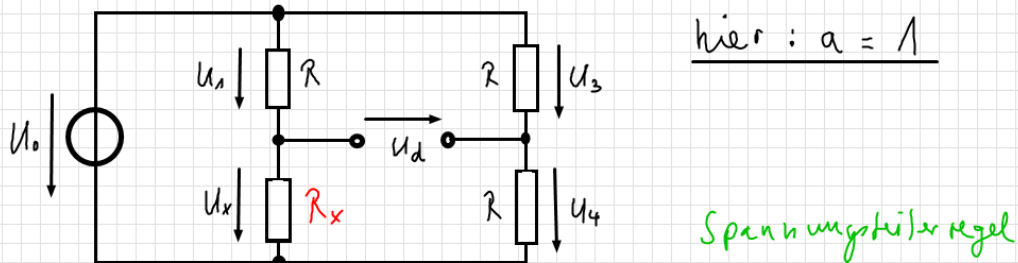 hier : a = 1
U₁ R R U₃
U₀ U_d
U_x R_x R U₄
Spannungsteilerregel